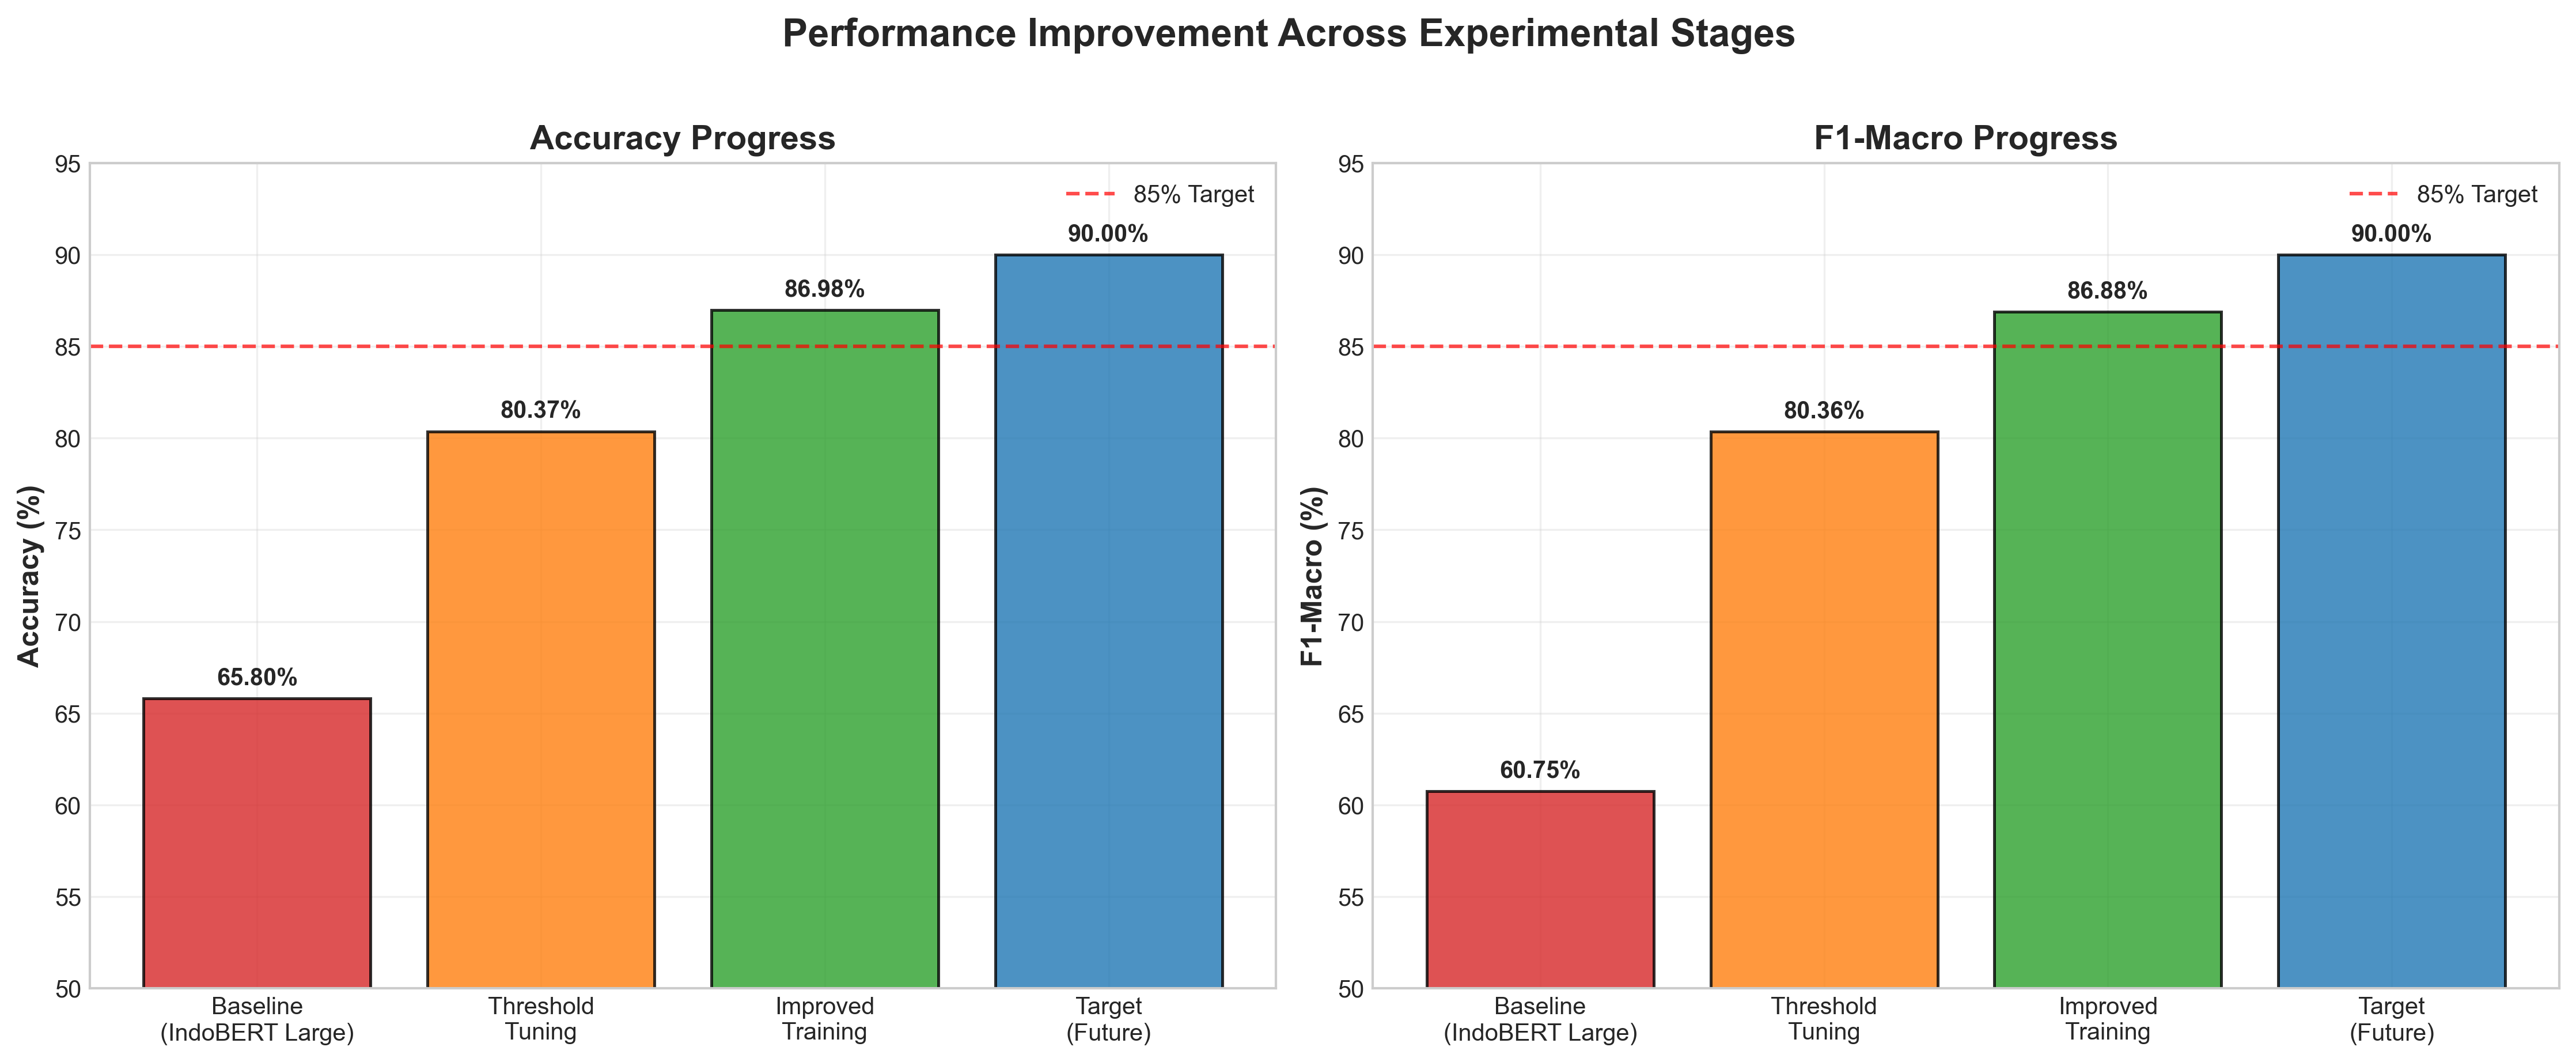 Performance Improvement Across Experimental Stages
Accuracy Progress
95
90
85
80
75
70
65
60
55
50
Accuracy (%)
85% Target
65.80%
80.37%
86.98%
90.00%
Baseline
(IndoBERT Large)
Threshold
Tuning
Improved
Training
Target
(Future)
F1-Macro Progress
95
90
85
80
75
70
65
60
55
50
F1-Macro (%)
85% Target
60.75%
80.36%
86.88%
90.00%
Baseline
(IndoBERT Large)
Threshold
Tuning
Improved
Training
Target
(Future)